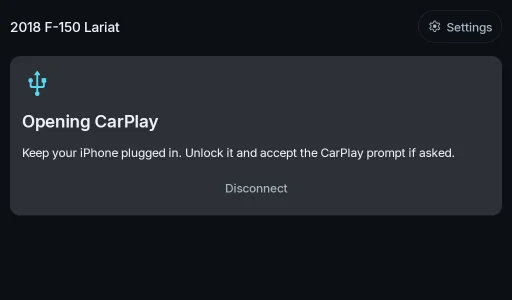 2018 F-150 Lariat
Settings
Opening CarPlay
Keep your iPhone plugged in. Unlock it and accept the CarPlay prompt if asked.
Disconnect